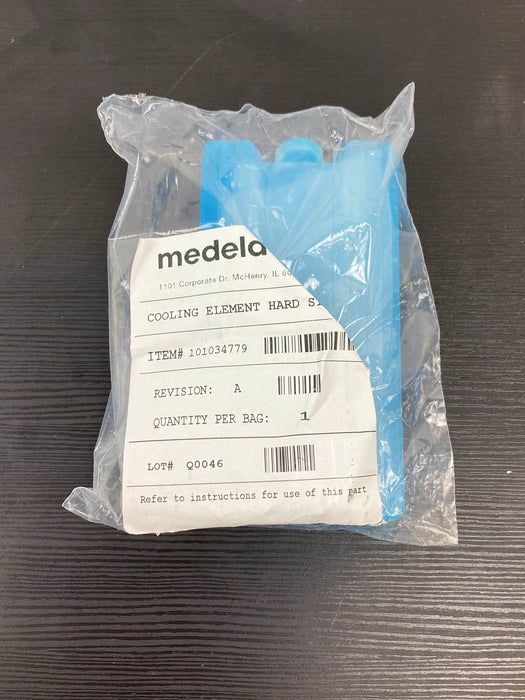 medela
1101 Corporate Dr. McHenry, IL 60
COOLING ELEMENT HARD S
ITEM# 101034779
REVISION: A
QUANTITY PER BAG: 1
LOT# Q0046
Refer to instructions for use of this part